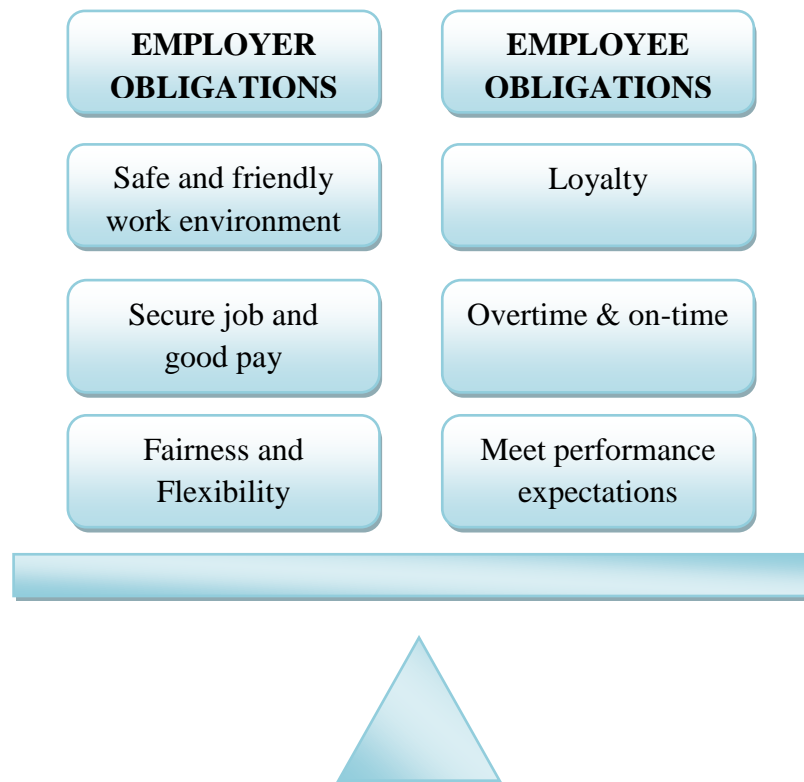 EMPLOYER
OBLIGATIONS
EMPLOYEE
OBLIGATIONS
Safe and friendly
work environment
Loyalty
Secure job and
good pay
Overtime & on-time
Fairness and
Flexibility
Meet performance
expectations